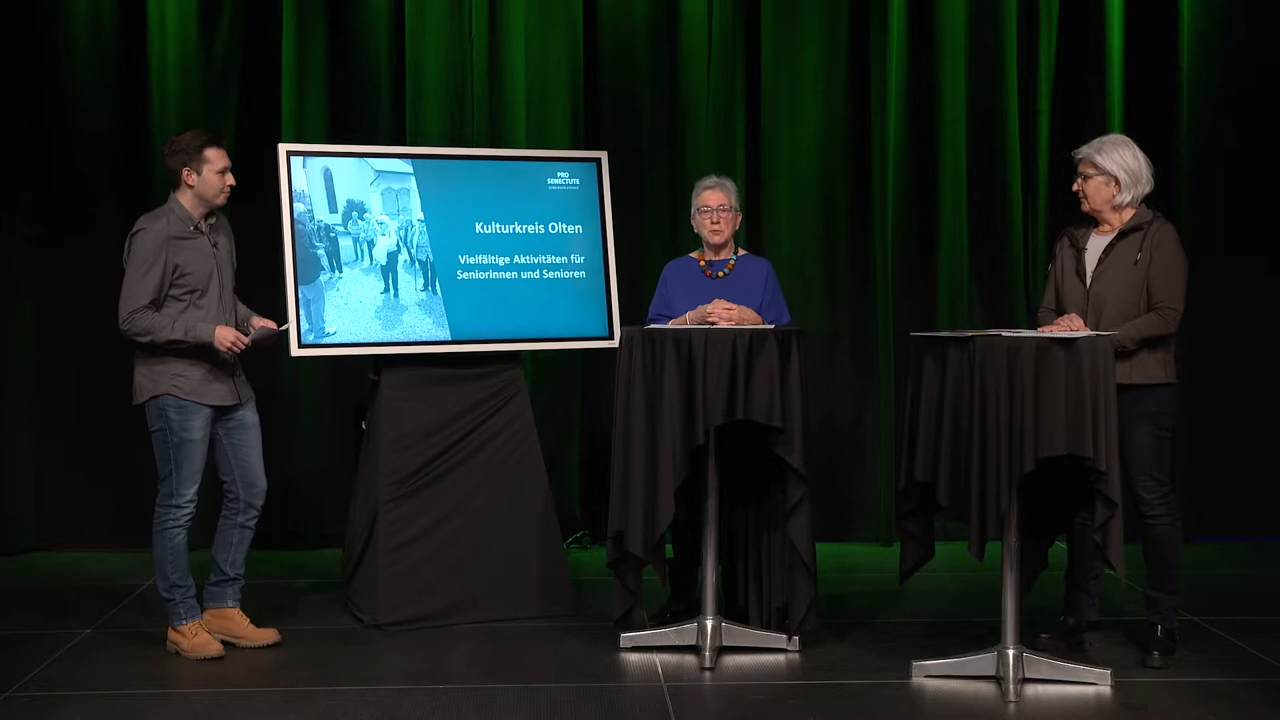 PRO
SENECTUTE
Kulturkreis Olten
Vielfältige Aktivitäten für
Seniorinnen und Senioren